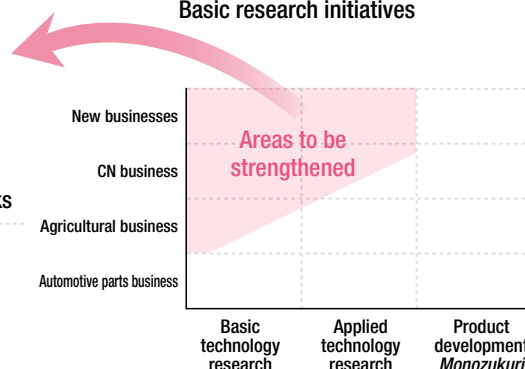 Basic research initiatives
New businesses
Areas to be
strengthened
CN business
Agricultural business
Automotive parts business
Basic
technology
research
Applied
technology
research
Product
development
Monozukuri